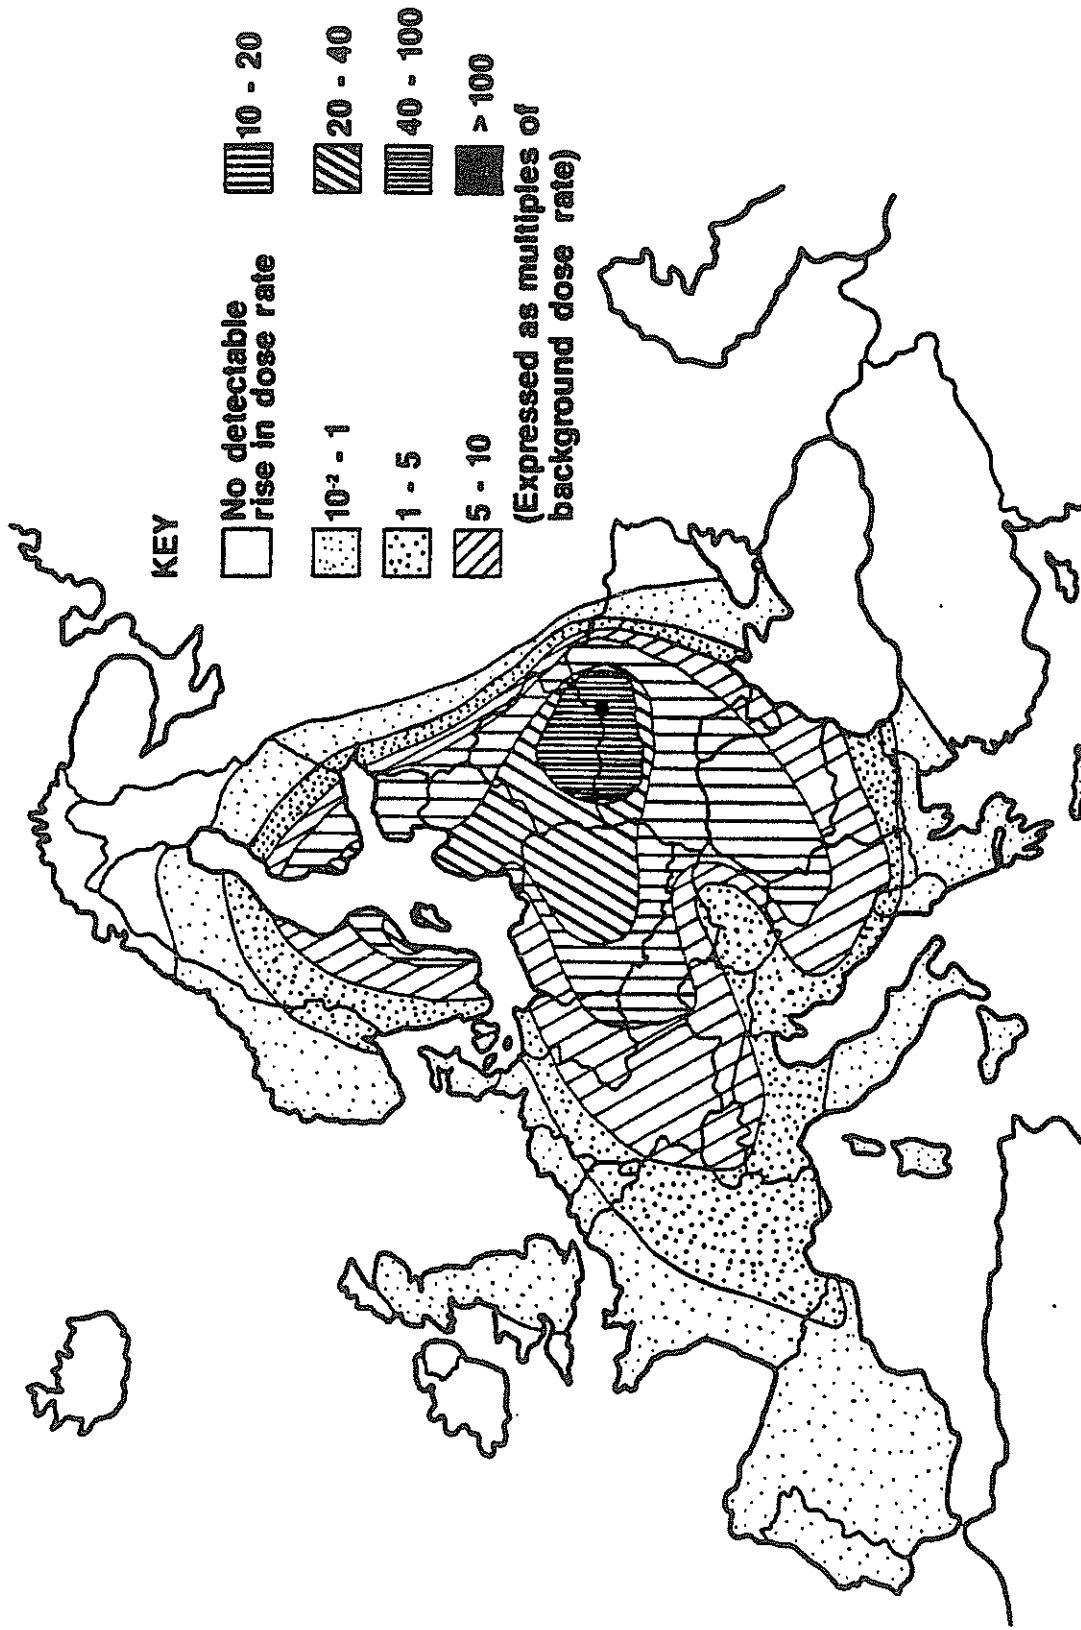 KEY
No detectable
rise in dose rate
10⁻² - 1
1 - 5
5 - 10
10 - 20
20 - 40
40 - 100
> 100
(Expressed as multiples of
background dose rate)